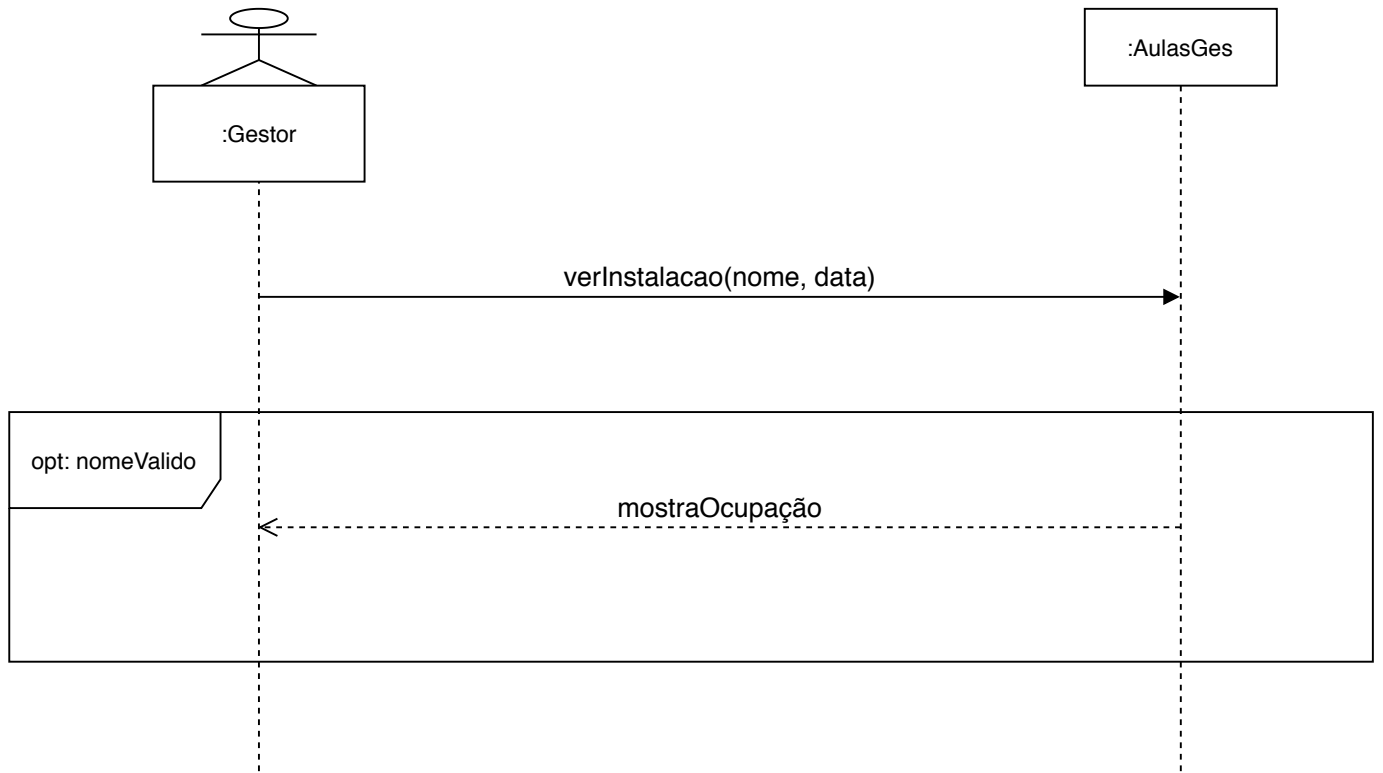 :AulasGes
:Gestor
verInstalacao(nome, data)
opt: nomeValido
mostraOcupação